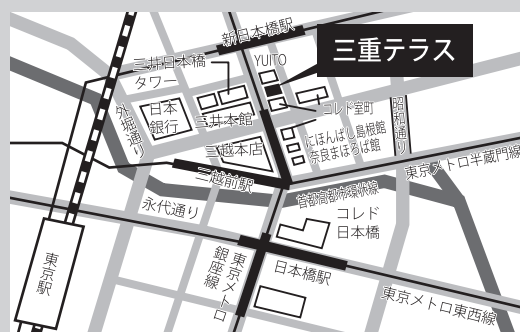 新日本橋駅
三重テラス
YUITO
三井日本橋
タワー
外堀通り
日本
銀行
三井本館
コレド室町
昭和通り
にほんばし島根館
奈良まほろば館
三越本店
三越前駅
東京メトロ半蔵門線
首都高都心環状線
永代通り
コレド
日本橋
東京駅
東京メトロ
銀座線
日本橋駅
東京メトロ東西線